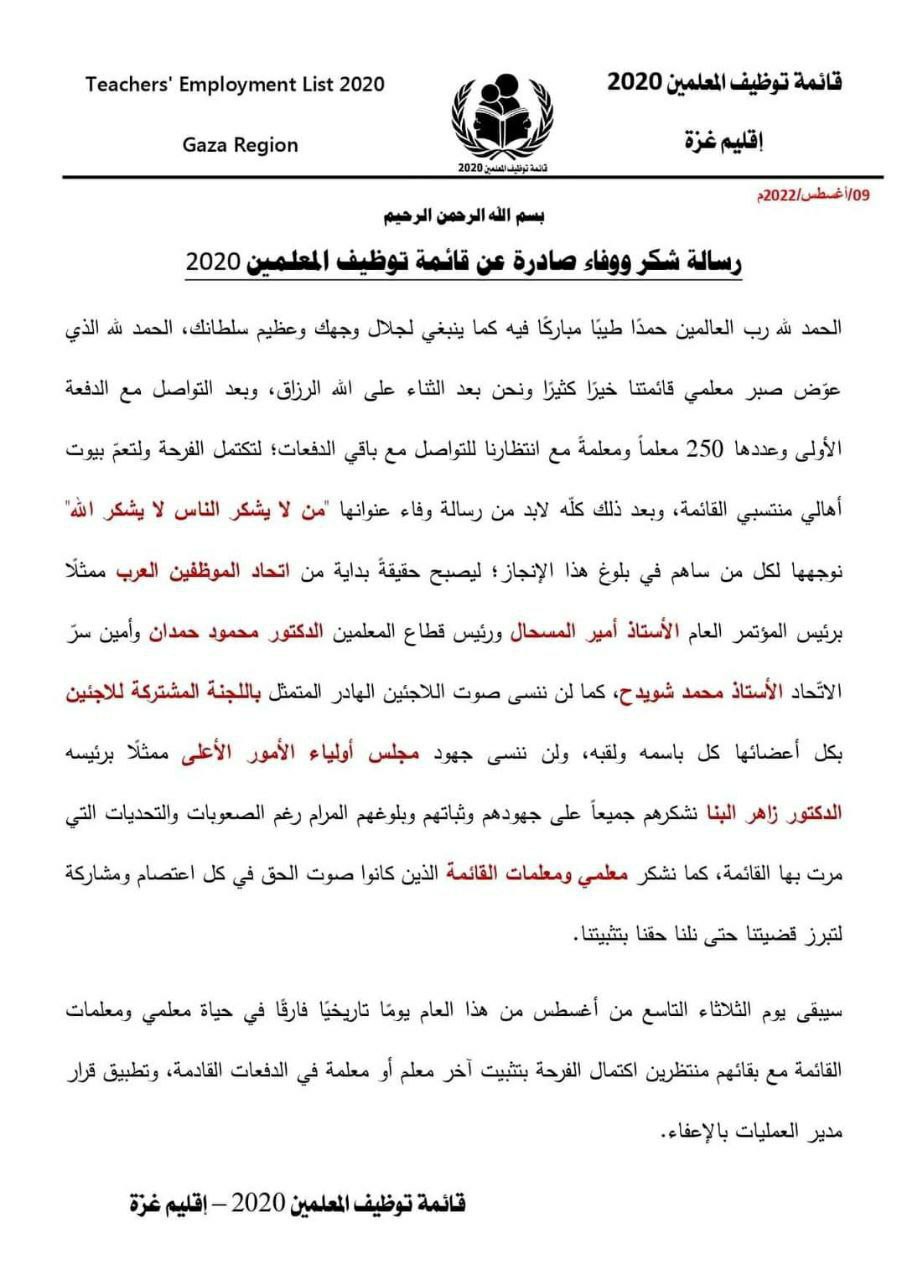 Teachers' Employment List 2020
Gaza Region
قائمة توظيف المعلمين 2020
إقليم غزة
قائمة توظيف المعلمين 2020
09/أغسطس/2022م
بسم الله الرحمن الرحيم
رسالة شكر ووفاء صادرة عن قائمة توظيف المعلمين 2020
الحمد لله رب العالمين حمدًا طيبًا مباركًا فيه كما ينبغي لجلال وجهك وعظيم سلطانك، الحمد لله الذي
عوّض صبر معلمي قائمتنا خيرًا كثيرًا ونحن بعد الثناء على الله الرزاق، وبعد التواصل مع الدفعة
الأولى وعددها 250 معلماً ومعلمةً مع انتظارنا للتواصل مع باقي الدفعات؛ لتكتمل الفرحة ولتعمّ بيوت
أهالي منتسبي القائمة، وبعد ذلك كلّه لابد من رسالة وفاء عنوانها "من لا يشكر الناس لا يشكر الله"
نوجهها لكل من ساهم في بلوغ هذا الإنجاز؛ ليصبح حقيقةً بداية من اتحاد الموظفين العرب ممثلًا
برئيس المؤتمر العام الأستاذ أمير المسحال ورئيس قطاع المعلمين الدكتور محمود حمدان وأمين سرّ
الاتّحاد الأستاذ محمد شويدح، كما لن ننسى صوت اللاجئين الهادر المتمثل باللجنة المشتركة للاجئين
بكل أعضائها كل باسمه ولقبه، ولن ننسى جهود مجلس أولياء الأمور الأعلى ممثلًا برئيسه
الدكتور زاهر البنا نشكرهم جميعاً على جهودهم وثباتهم وبلوغهم المرام رغم الصعوبات والتحديات التي
مرت بها القائمة، كما نشكر معلمي ومعلمات القائمة الذين كانوا صوت الحق في كل اعتصام ومشاركة
لتبرز قضيتنا حتى نلنا حقنا بتثبيتنا.
سيبقى يوم الثلاثاء التاسع من أغسطس من هذا العام يومًا تاريخيًا فارقًا في حياة معلمي ومعلمات
القائمة مع بقائهم منتظرين اكتمال الفرحة بتثبيت آخر معلم أو معلمة في الدفعات القادمة، وتطبيق قرار
مدير العمليات بالإعفاء.
قائمة توظيف المعلمين 2020 – إقليم غزة